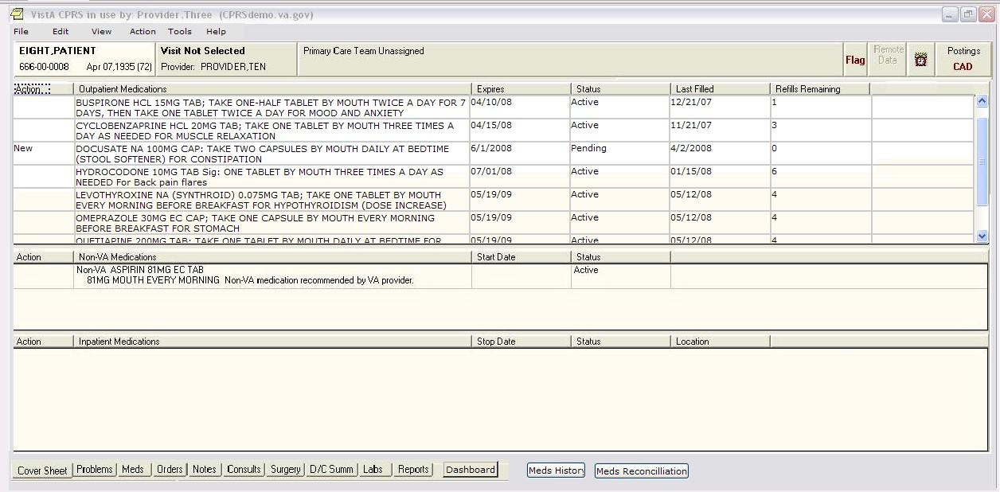 VistA CPRS in use by: Provider,Three (CPRSdemo.va.gov)
File Edit View Action Tools Help
EIGHT,PATIENT Visit Not Selected Primary Care Team Unassigned Flag Remote Data Postings
666-00-0008 Apr 07,1935 (72) Provider: PROVIDER,TEN CAD
Action Outpatient Medications Expires Status Last Filled Refills Remaining
BUSPIRONE HCL 15MG TAB; TAKE ONE-HALF TABLET BY MOUTH TWICE A DAY FOR 7 04/10/08 Active 12/21/07 1
DAYS, THEN TAKE ONE TABLET TWICE A DAY FOR MOOD AND ANXIETY
CYCLOBENZAPRINE HCL 20MG TAB; TAKE ONE TABLET BY MOUTH THREE TIMES A 04/15/08 Active 11/21/07 3
DAY AS NEEDED FOR MUSCLE RELAXATION
New DOCUSATE NA 100MG CAP: TAKE TWO CAPSULES BY MOUTH DAILY AT BEDTIME 6/1/2008 Pending 4/2/2008 0
(STOOL SOFTENER) FOR CONSTIPATION
HYDROCODONE 10MG TAB Sig: ONE TABLET BY MOUTH THREE TIMES A DAY AS 07/01/08 Active 01/15/08 6
NEEDED For Back pain flares
LEVOTHYROXINE NA (SYNTHROID) 0.075MG TAB; TAKE ONE TABLET BY MOUTH 05/19/09 Active 05/12/08 4
EVERY MORNING BEFORE BREAKFAST FOR HYPOTHYROIDISM (DOSE INCREASE)
OMEPRAZOLE 30MG EC CAP; TAKE ONE CAPSULE BY MOUTH EVERY MORNING 05/19/09 Active 05/12/08 4
BEFORE BREAKFAST FOR STOMACH
QUETIAPINE 200MG TAB; TAKE ONE TABLET BY MOUTH DAILY AT BEDTIME FOR 05/19/09 Active 05/12/08 4
Action Non-VA Medications Start Date Status
Non-VA ASPIRIN 81MG EC TAB Active
81MG MOUTH EVERY MORNING Non-VA medication recommended by VA provider.
Action Inpatient Medications Stop Date Status Location
Cover Sheet Problems Meds Orders Notes Consults Surgery D/C Summ Labs Reports Dashboard Meds History Meds Reconcilliation